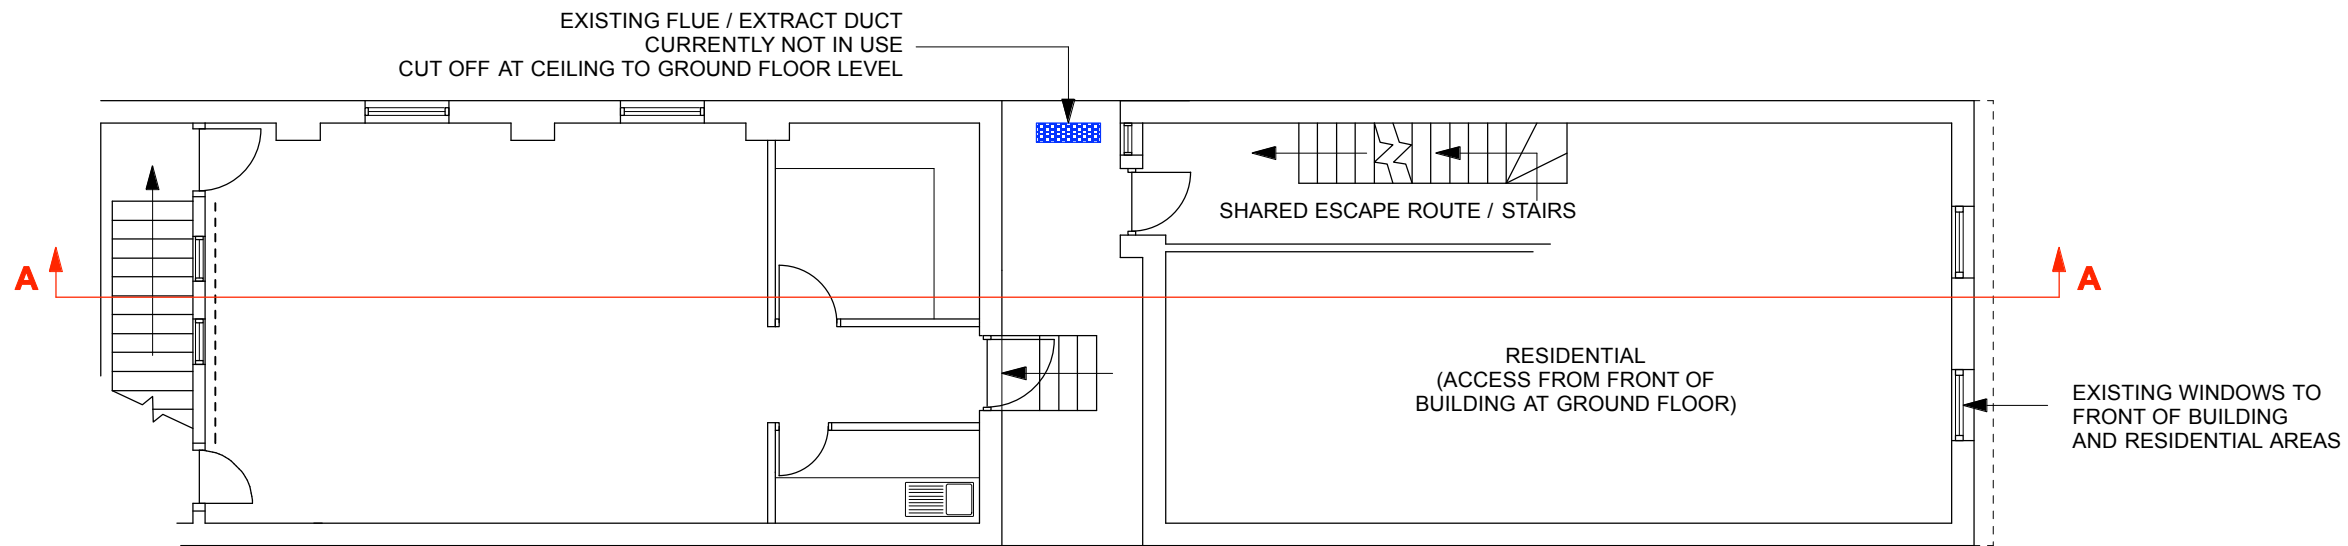 EXISTING FLUE / EXTRACT DUCT
CURRENTLY NOT IN USE
CUT OFF AT CEILING TO GROUND FLOOR LEVEL
SHARED ESCAPE ROUTE / STAIRS
A
A
RESIDENTIAL
(ACCESS FROM FRONT OF
BUILDING AT GROUND FLOOR)
EXISTING WINDOWS TO
FRONT OF BUILDING
AND RESIDENTIAL AREAS